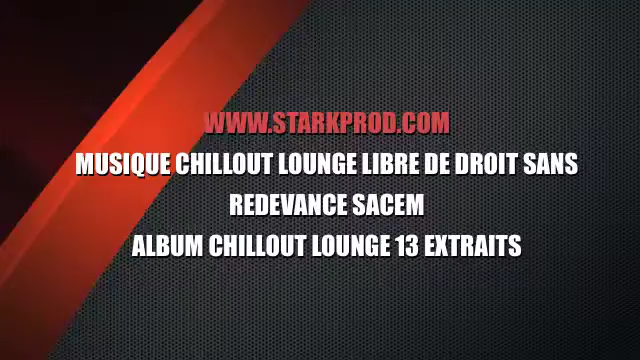 WWW.STARKPROD.COM
MUSIQUE CHILLOUT LOUNGE LIBRE DE DROIT SANS
REDEVANCE SACEM
ALBUM CHILLOUT LOUNGE 13 EXTRAITS